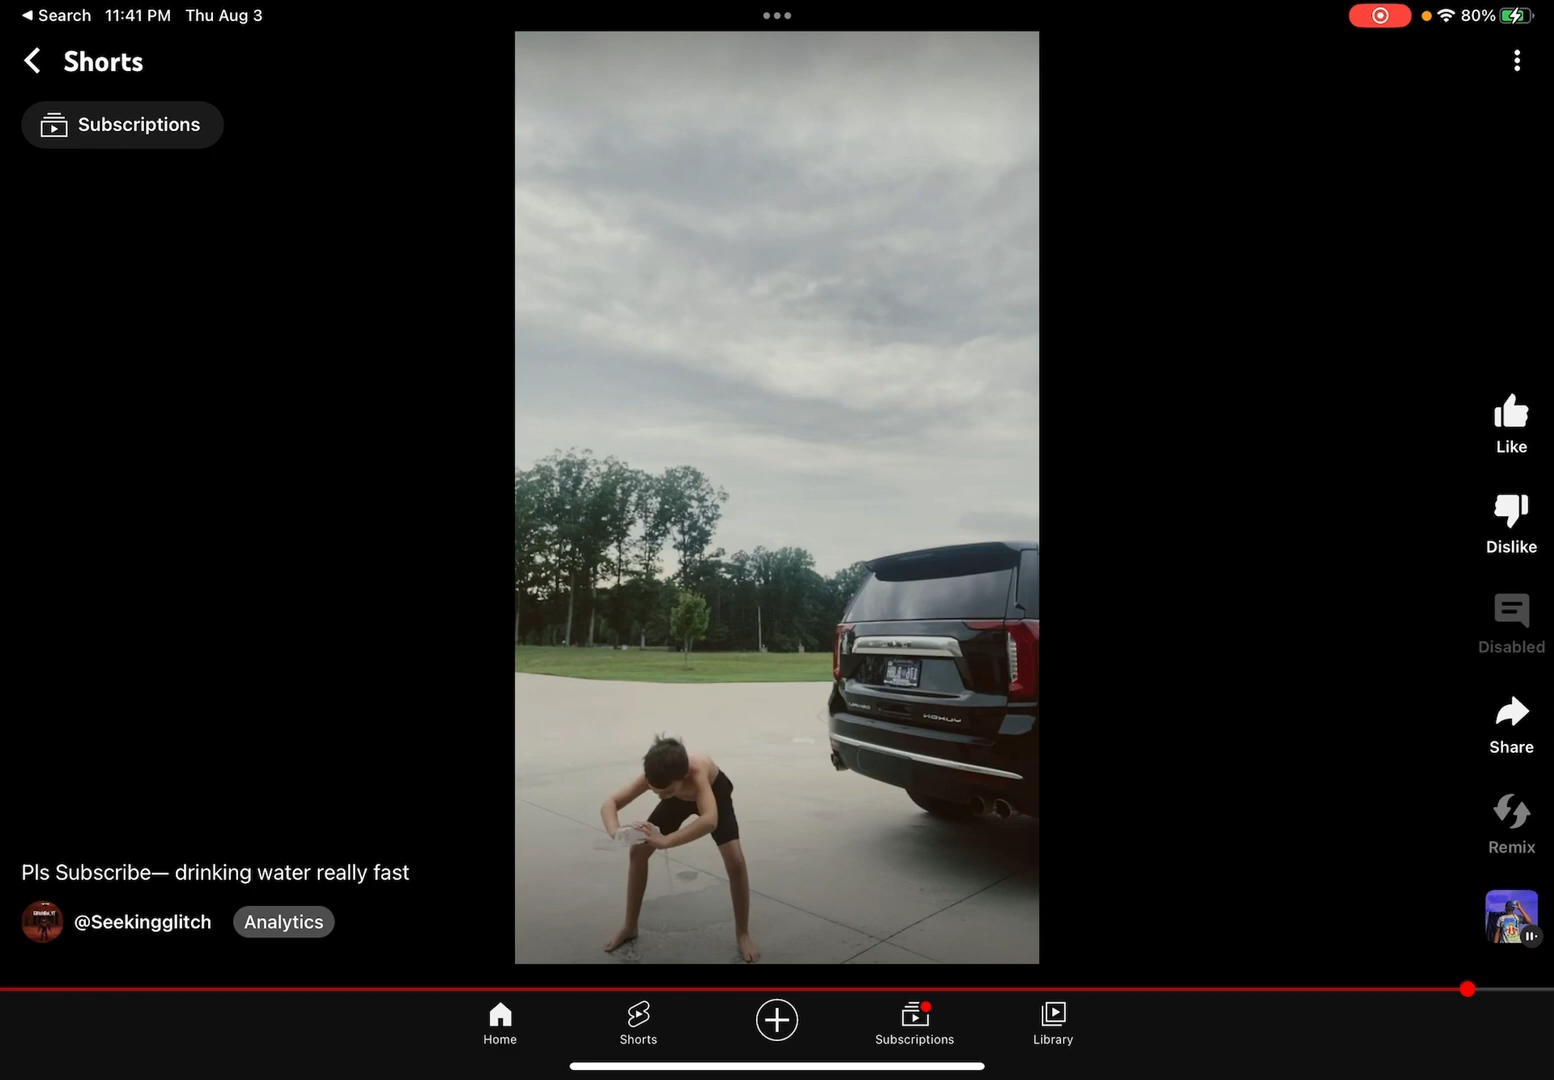 Search 11:41 PM Thu Aug 3
80%
Shorts
Subscriptions
Like
Dislike
Disabled
Share
Remix
Pls Subscribe— drinking water really fast
@Seekingglitch Analytics
Home Shorts Subscriptions Library